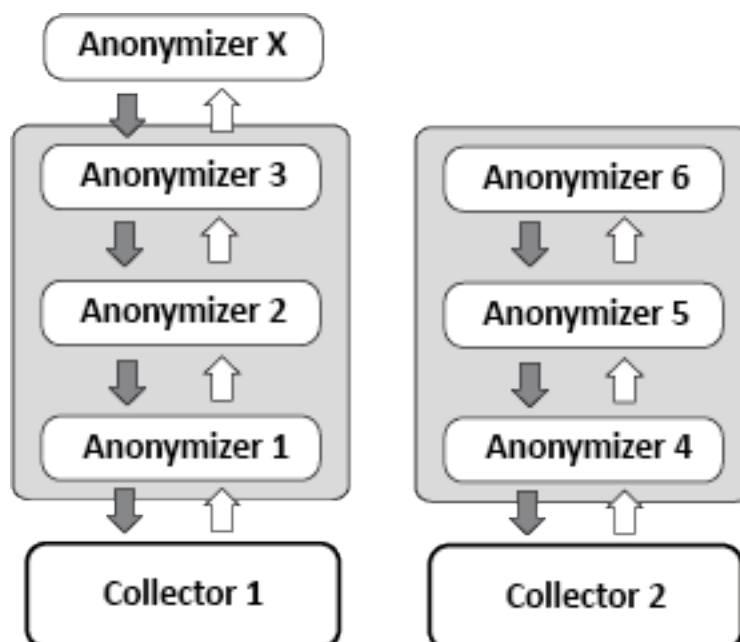 Anonymizer X
Anonymizer 3
Anonymizer 2
Anonymizer 1
Collector 1
Anonymizer 6
Anonymizer 5
Anonymizer 4
Collector 2